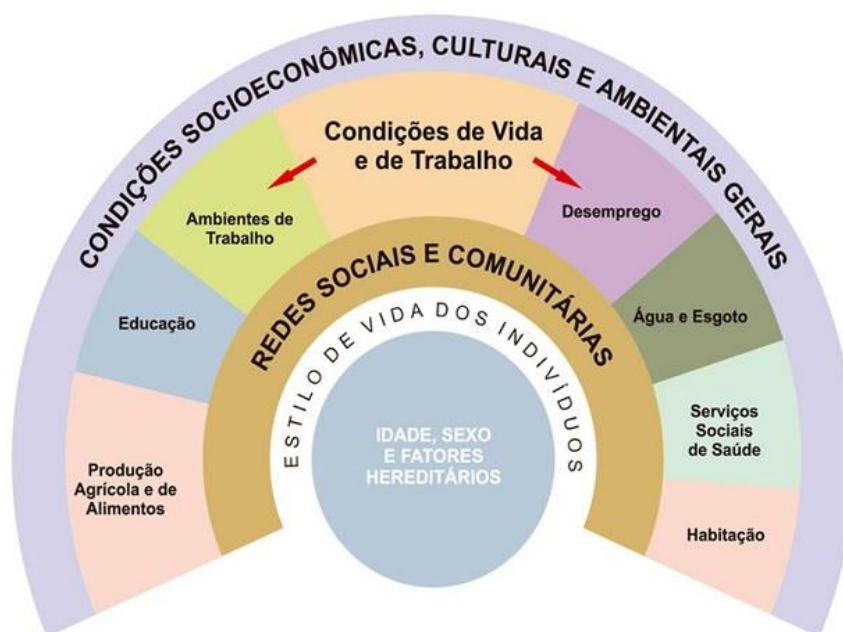 CONDIÇÕES SOCIOECONÔMICAS, CULTURAIS E AMBIENTAIS GERAIS
Condições de Vida
e de Trabalho
Ambientes de
Trabalho
Desemprego
Educação
Água e Esgoto
Produção
Agrícola e de
Alimentos
Serviços
Sociais
de Saúde
Habitação
REDES SOCIAIS E COMUNITÁRIAS
ESTILO DE VIDA DOS INDIVÍDUOS
IDADE, SEXO
E FATORES
HEREDITÁRIOS